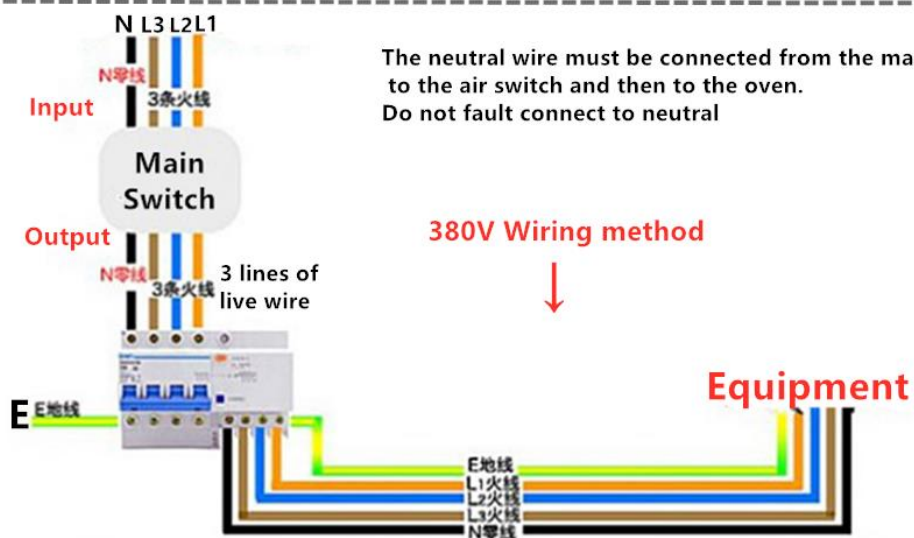 N L3 L2 L1
The neutral wire must be connected from the ma
to the air switch and then to the oven.
Do not fault connect to neutral
N零线
3条火线
Input
Main
Switch
Output
380V Wiring method
N零线
3条火线
3 lines of
live wire
Equipment
E
E地线
E地线
L1火线
L2火线
L3火线
N零线